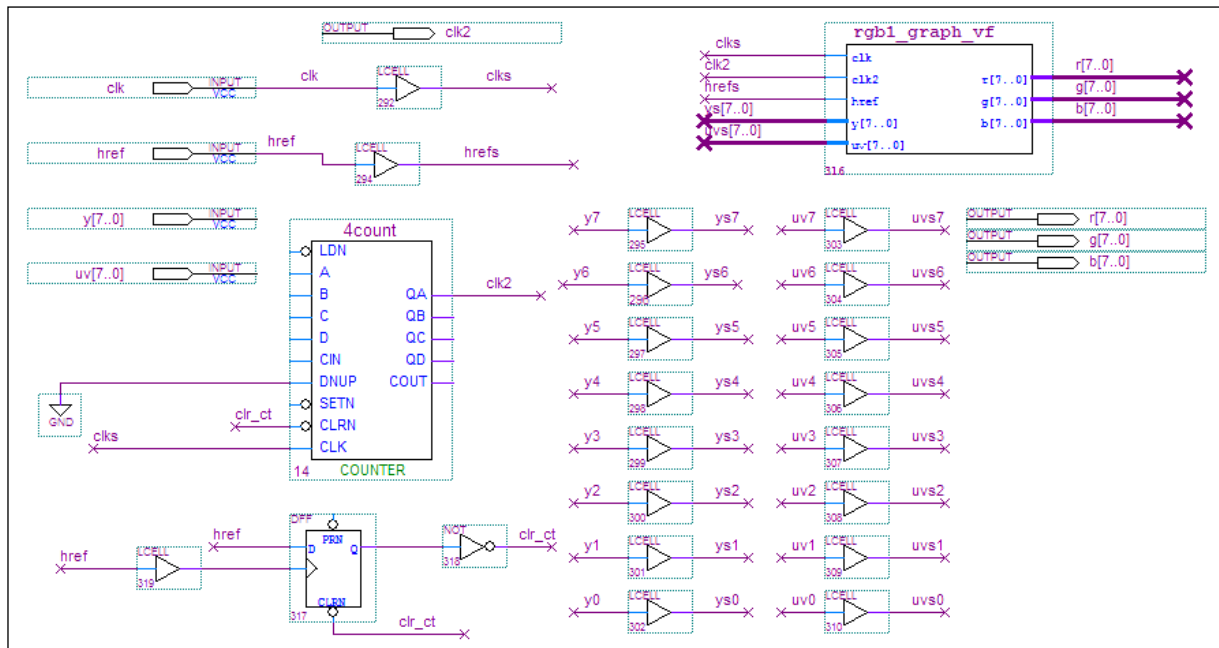 OUTPUT clk2
clk INPUT VCC clk LCELL 292 clks
href INPUT VCC href LCELL 294 hrefs
y[7..0] INPUT VCC
uv[7..0] INPUT VCC
rgb1_graph_vf
clks clk
clk2 clk2 r[7..0] r[7..0]
hrefs href g[7..0] g[7..0]
ys[7..0] y[7..0] b[7..0] b[7..0]
uvs[7..0] uv[7..0]
316
4count
LDN
A
B QA clk2
C QB
D QC
CIN QD
DNUP COUT
SETN
clr_ct CLRN
clks CLK
GND
14 COUNTER
y7 LCELL 295 ys7
y6 LCELL 296 ys6
y5 LCELL 297 ys5
y4 LCELL 298 ys4
y3 LCELL 299 ys3
y2 LCELL 300 ys2
y1 LCELL 301 ys1
y0 LCELL 302 ys0
uv7 LCELL 303 uvs7
uv6 LCELL 304 uvs6
uv5 LCELL 305 uvs5
uv4 LCELL 306 uvs4
uv3 LCELL 307 uvs3
uv2 LCELL 308 uvs2
uv1 LCELL 309 uvs1
uv0 LCELL 310 uvs0
OUTPUT r[7..0]
OUTPUT g[7..0]
OUTPUT b[7..0]
href LCELL 319
DFF
href D PRN Q
CLRN
317
clr_ct
NOT
318
clr_ct